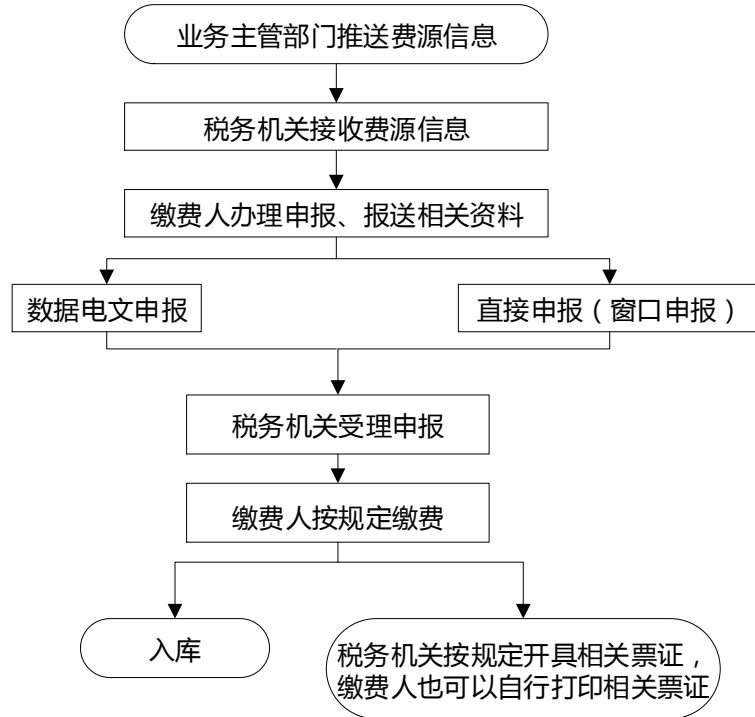 业务主管部门推送费源信息
税务机关接收费源信息
缴费人办理申报、报送相关资料
数据电文申报
直接申报（窗口申报）
税务机关受理申报
缴费人按规定缴费
入库
税务机关按规定开具相关票证，
缴费人也可以自行打印相关票证